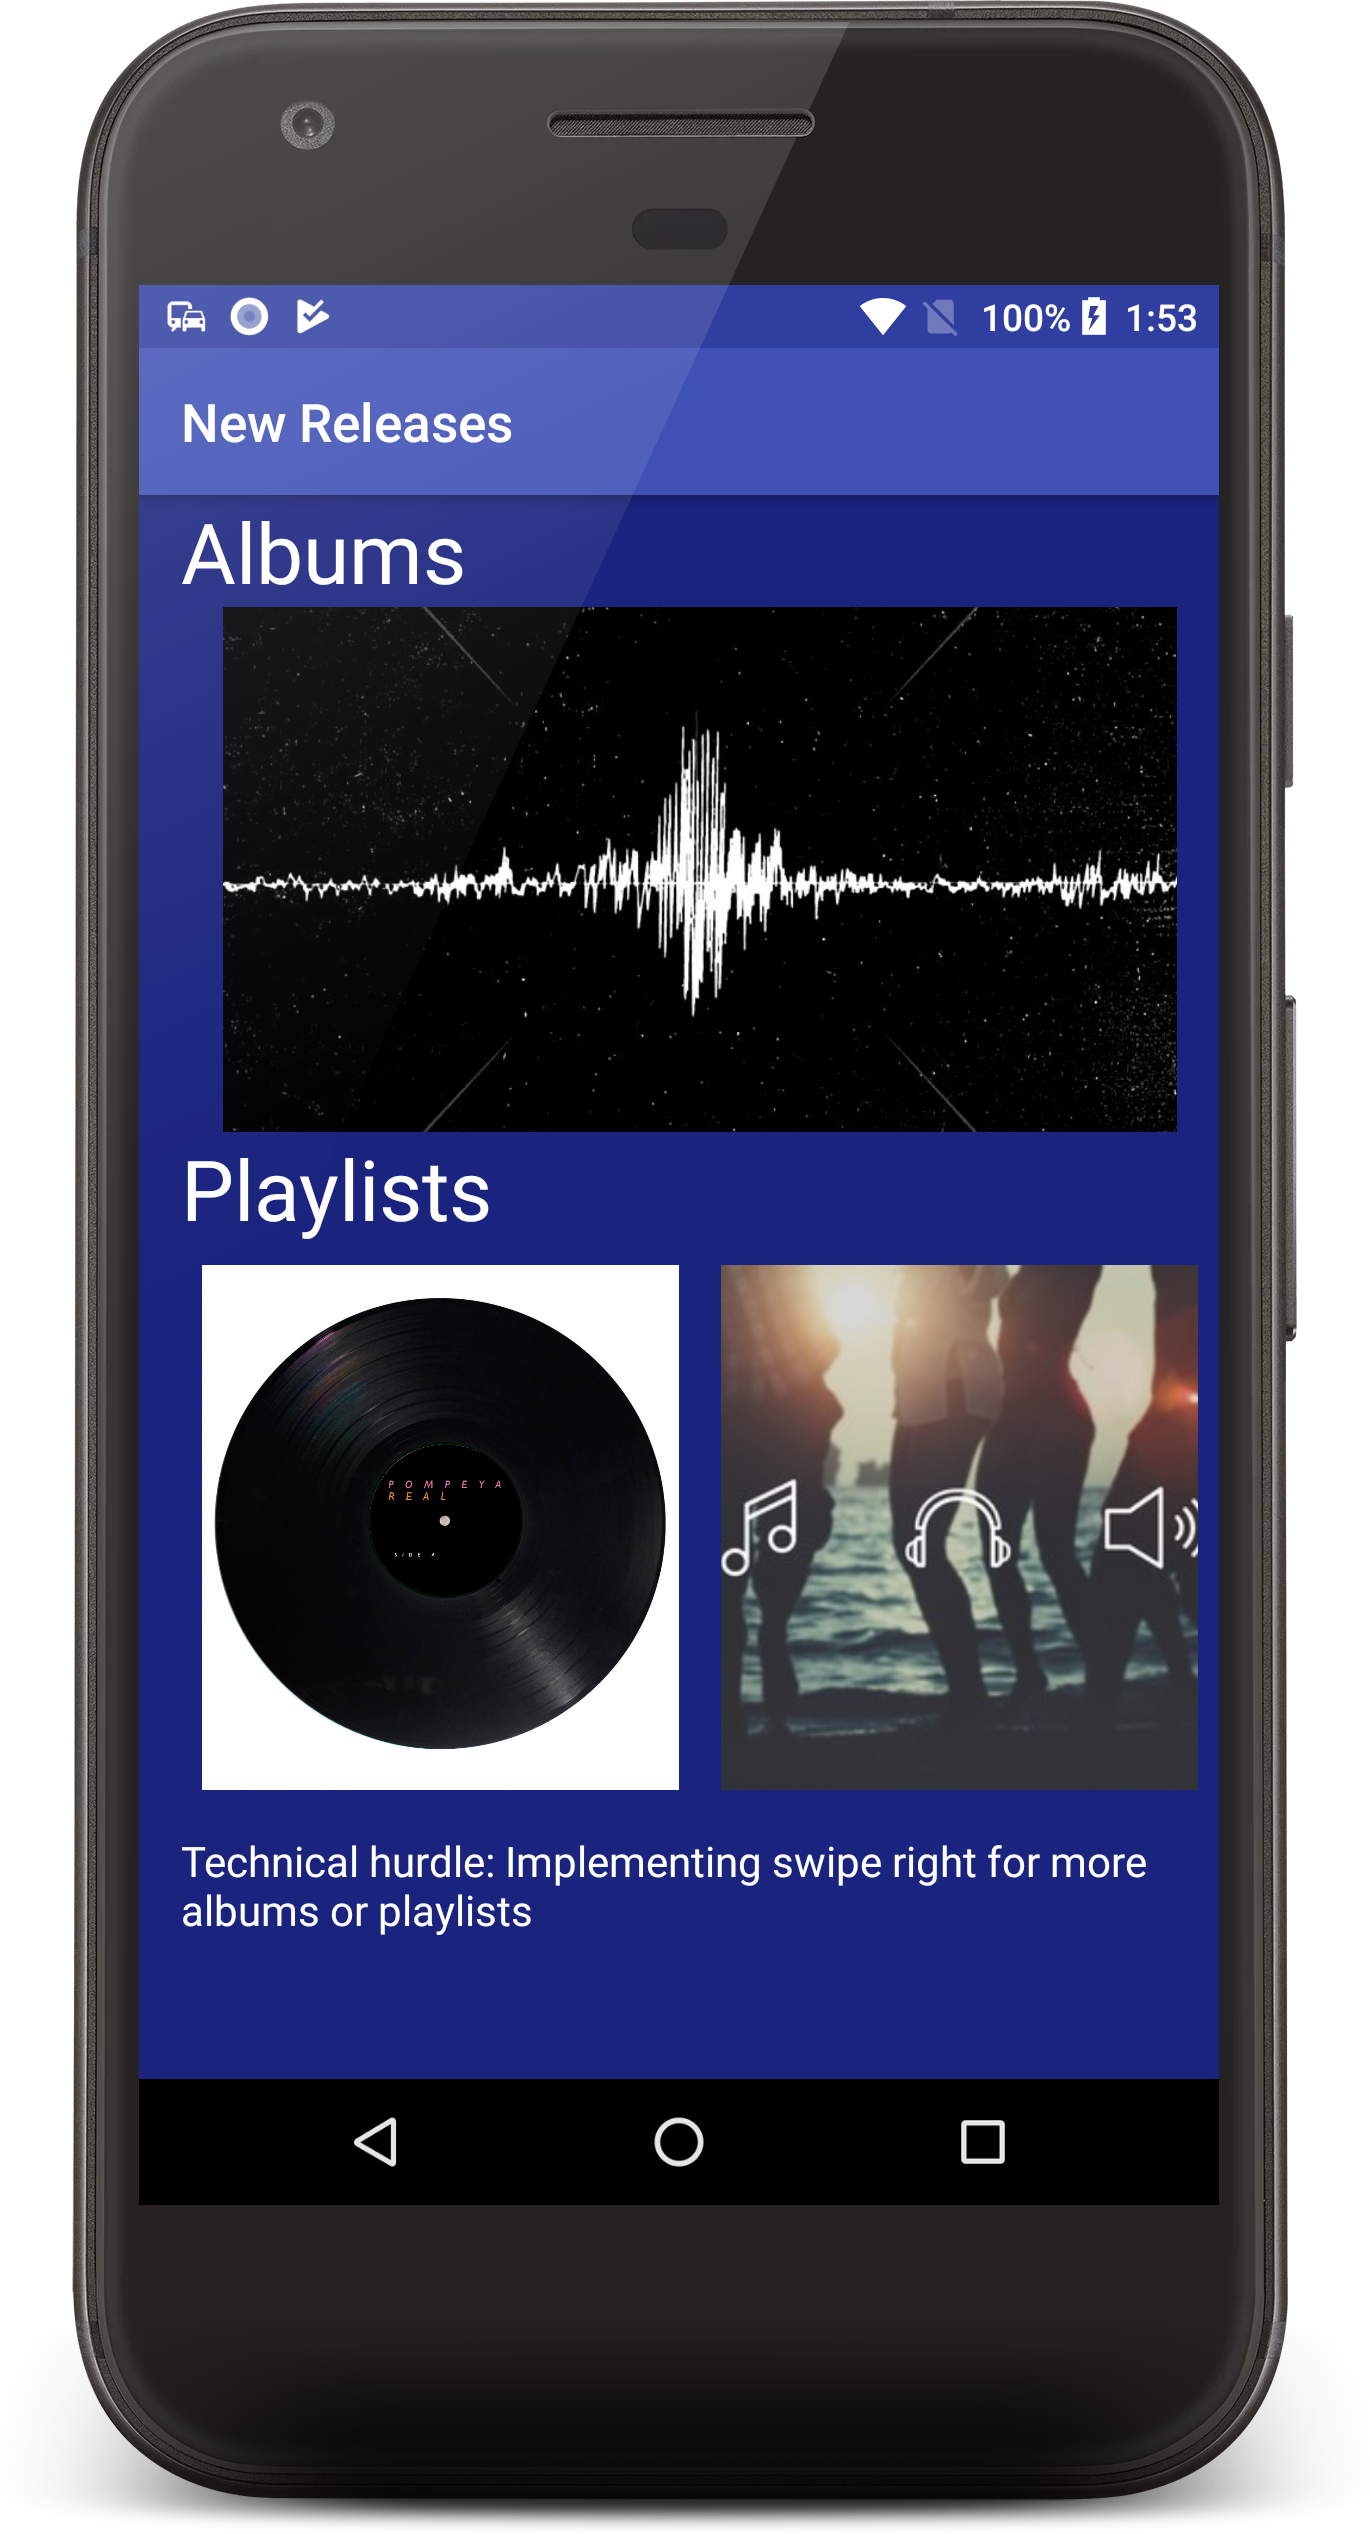 100% 1:53
New Releases
Albums
Playlists
POMPEYA
REAL
SIDE A
Technical hurdle: Implementing swipe right for more
albums or playlists